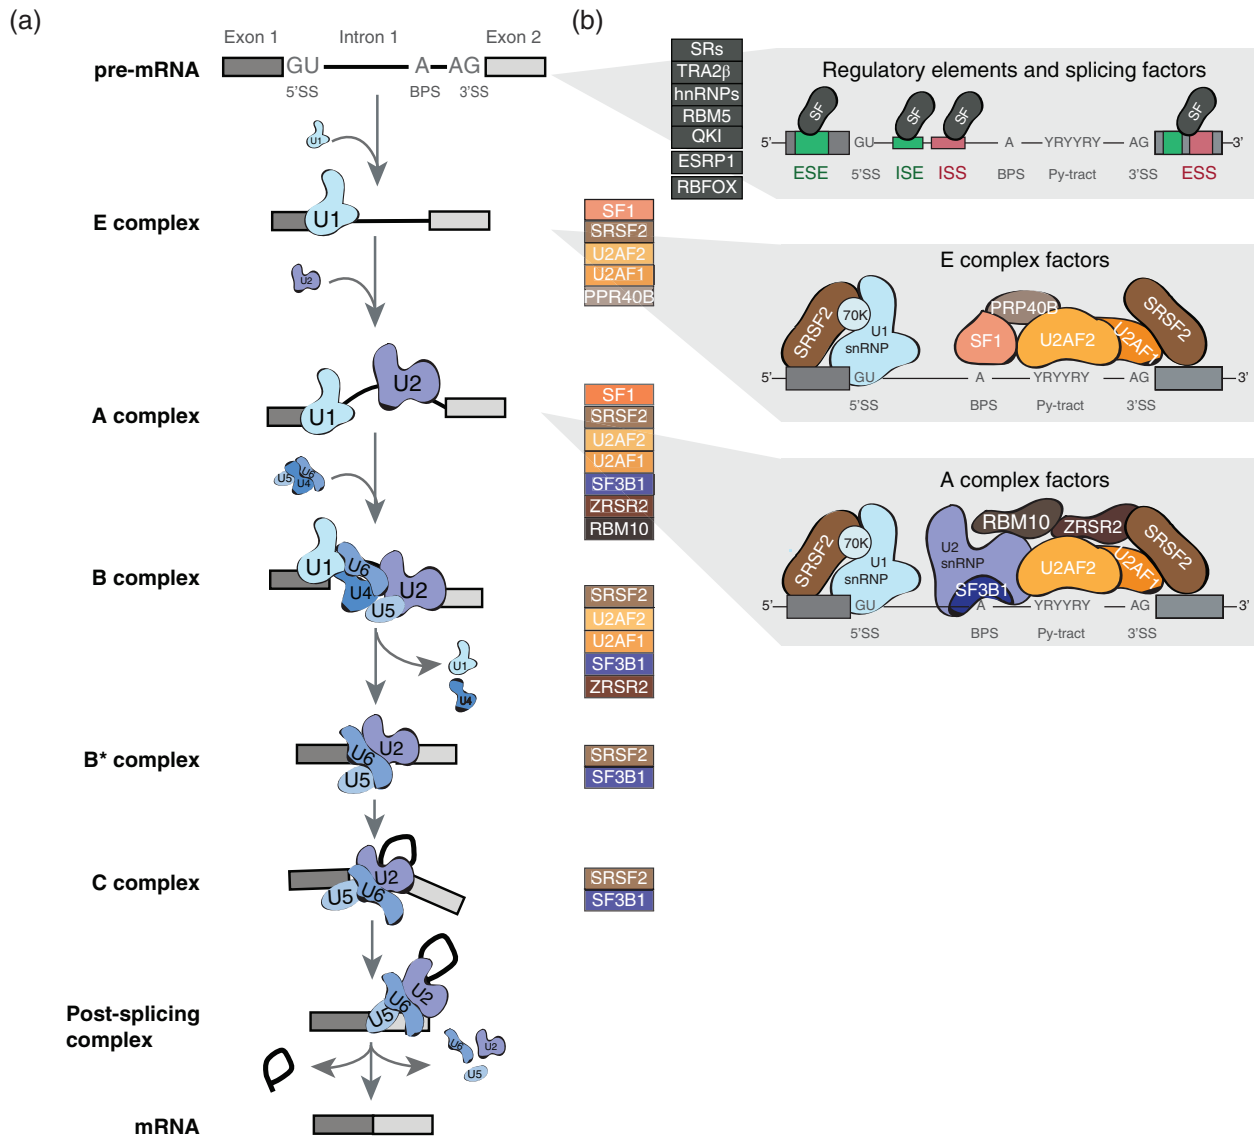 (a)
Exon 1 Intron 1 Exon 2
pre-mRNA
GU A AG
5'SS BPS 3'SS
U1
E complex
U1
U2
A complex
U1 U2
U5 U6 U4
B complex
U1 U6 U4 U5 U2
U1
U4
B* complex
U6 U2 U5
C complex
U5 U6 U2
Post-splicing
complex
U5 U6 U2
U6 U2
U5
mRNA
(b)
SRs
TRA2β
hnRNPs
RBM5
QKI
ESRP1
RBFOX
SF1
SRSF2
U2AF2
U2AF1
PPR40B
SF1
SRSF2
U2AF2
U2AF1
SF3B1
ZRSR2
RBM10
SRSF2
U2AF2
U2AF1
SF3B1
ZRSR2
SRSF2
SF3B1
SRSF2
SF3B1
Regulatory elements and splicing factors
SF SF SF SF
5'– GU A YRYYRY AG –3'
ESE 5'SS ISE ISS BPS Py-tract 3'SS ESS
E complex factors
SRSF2 70K U1
snRNP
SF1 PRP40B U2AF2 U2AF1 SRSF2
5'– GU A YRYYRY AG –3'
5'SS BPS Py-tract 3'SS
A complex factors
SRSF2 70K U1
snRNP
U2
snRNP
SF3B1 RBM10 ZRSR2 U2AF2 U2AF1 SRSF2
5'– GU A YRYYRY AG –3'
5'SS BPS Py-tract 3'SS